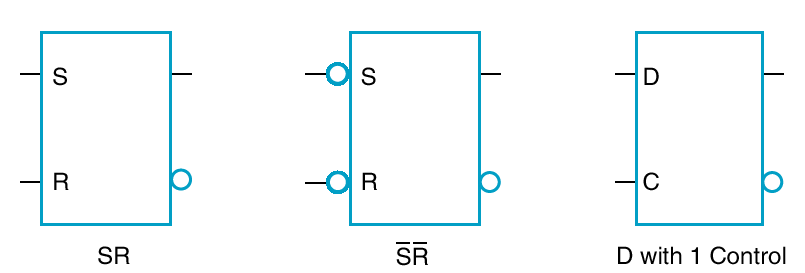 S S D
R R C
SR S̅R̅ D with 1 Control